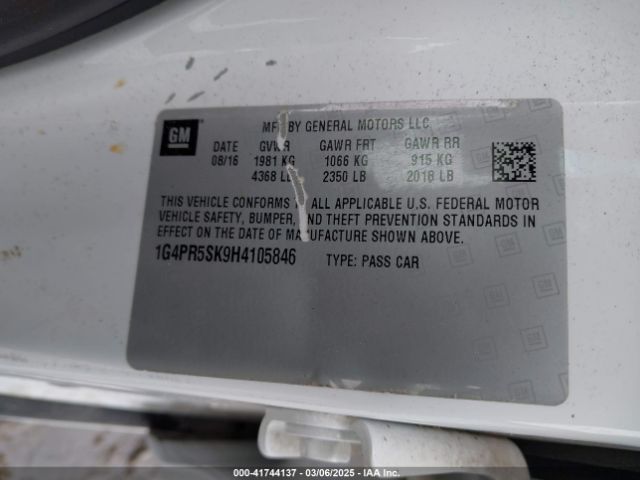 GM
MFD BY GENERAL MOTORS LLC
DATE GVWR GAWR FRT GAWR RR
08/16 1981 KG 1066 KG 915 KG
4368 LB 2350 LB 2018 LB
THIS VEHICLE CONFORMS TO ALL APPLICABLE U.S. FEDERAL MOTOR
VEHICLE SAFETY, BUMPER, AND THEFT PREVENTION STANDARDS IN
EFFECT ON THE DATE OF MANUFACTURE SHOWN ABOVE.
1G4PR5SK9H4105846 TYPE: PASS CAR
000-41744137 - 03/06/2025 - IAA Inc.